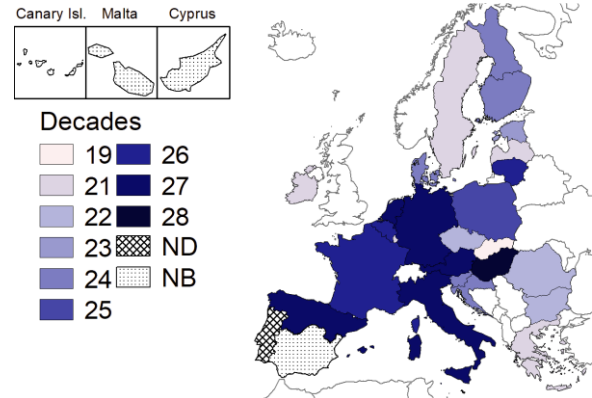 Canary Isl. Malta Cyprus
Decades
19 26
21 27
22 28
23 ND
24 NB
25